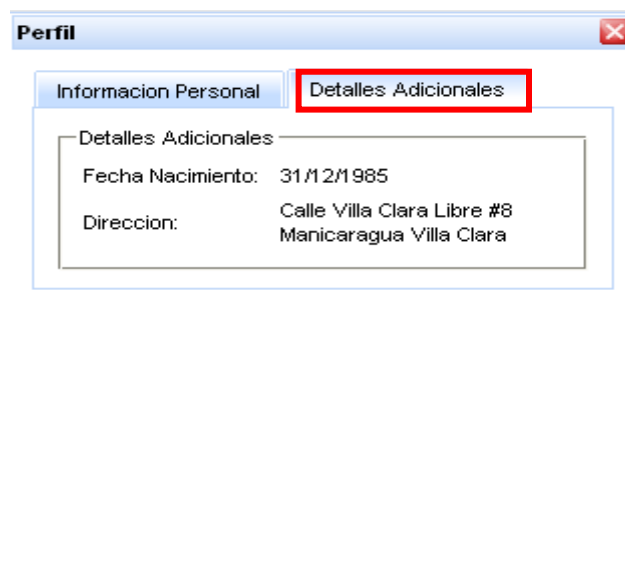 Perfil
Informacion Personal Detalles Adicionales
Detalles Adicionales
Fecha Nacimiento: 31/12/1985
Direccion: Calle Villa Clara Libre #8
Manicaragua Villa Clara